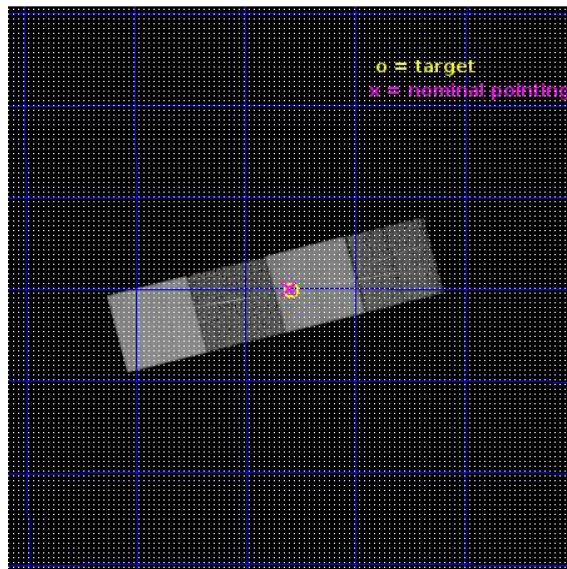 o = target
x = nominal pointing